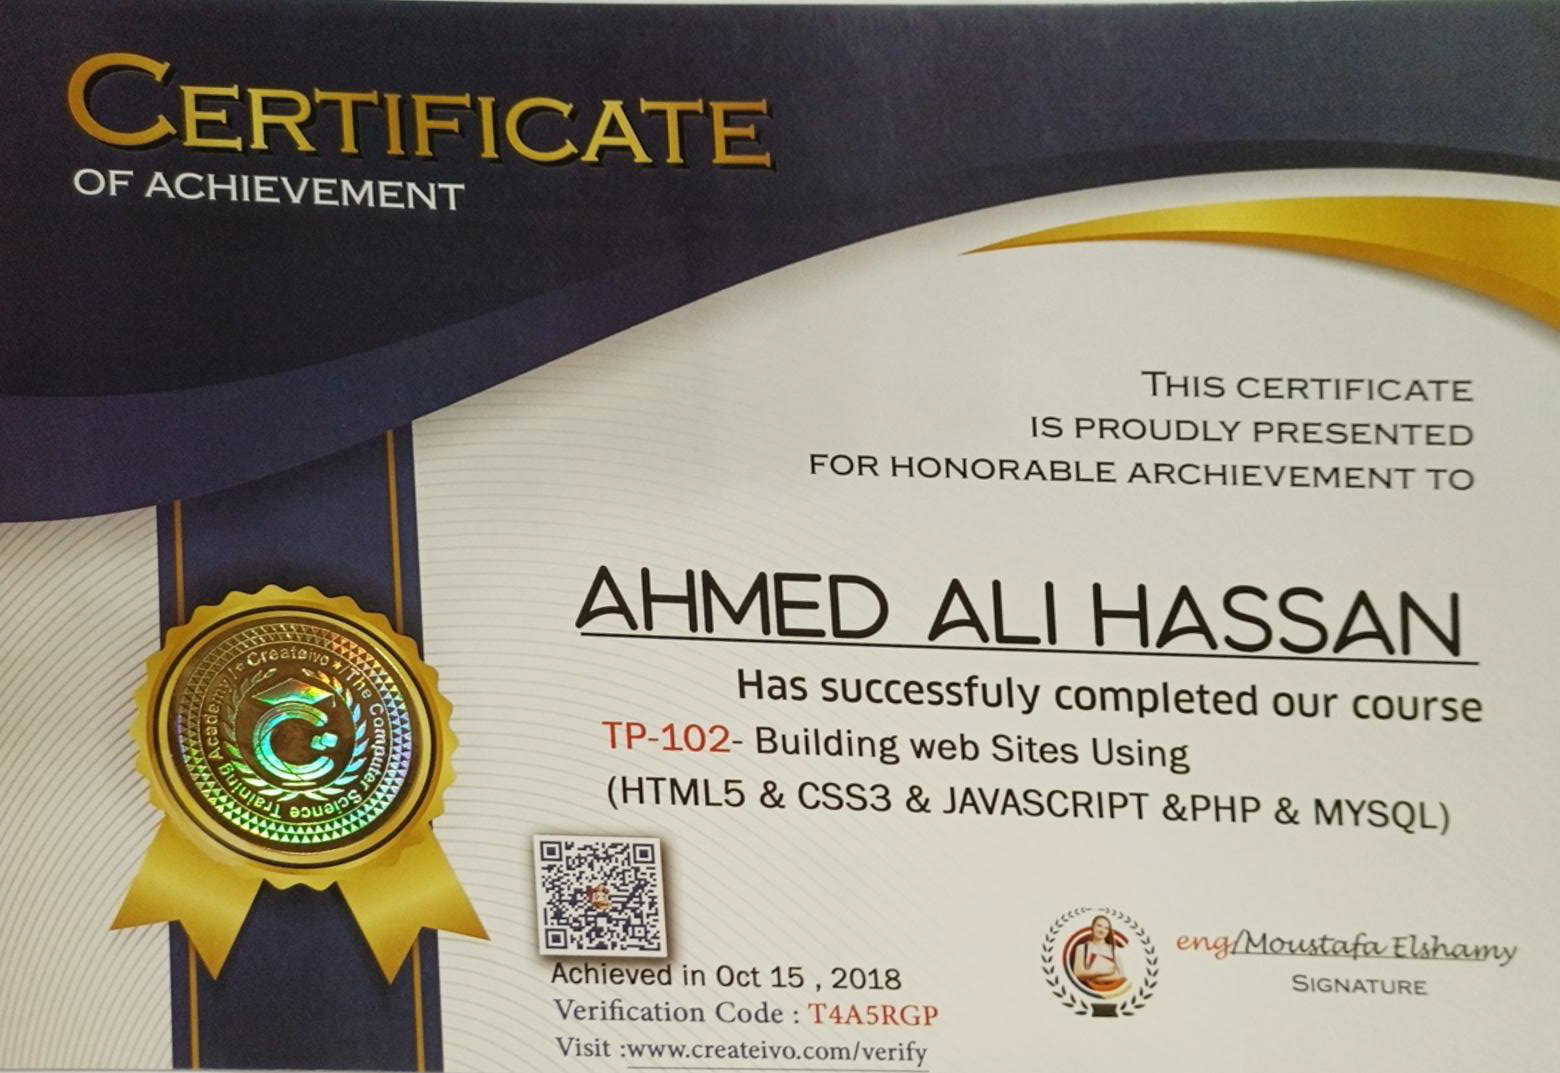 CERTIFICATE
OF ACHIEVEMENT
THIS CERTIFICATE
IS PROUDLY PRESENTED
FOR HONORABLE ARCHIEVEMENT TO
AHMED ALI HASSAN
Has successfuly completed our course
TP-102- Building web Sites Using
(HTML5 & CSS3 & JAVASCRIPT &PHP & MYSQL)
Createivo ★ The Computer Science Training Academy
Achieved in Oct 15 , 2018
Verification Code : T4A5RGP
Visit :www.createivo.com/verify
eng/Moustafa Elshamy
SIGNATURE